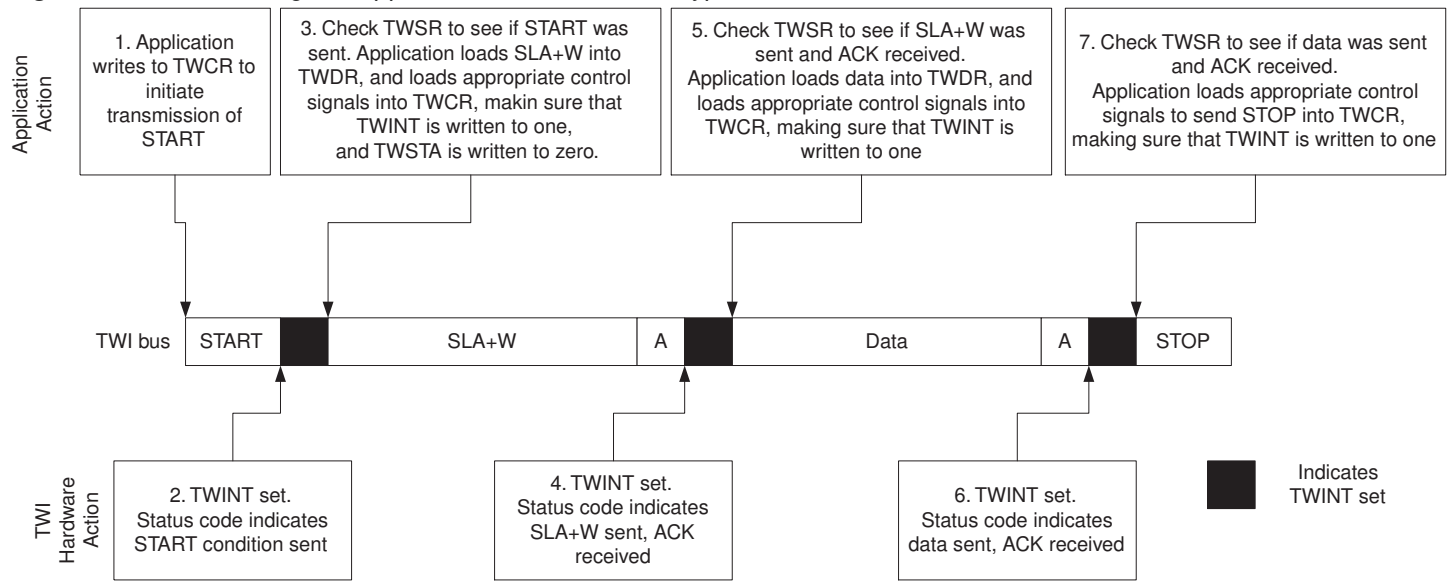 Application
Action
1. Application
writes to TWCR to
initiate
transmission of
START
3. Check TWSR to see if START was
sent. Application loads SLA+W into
TWDR, and loads appropriate control
signals into TWCR, makin sure that
TWINT is written to one,
and TWSTA is written to zero.
5. Check TWSR to see if SLA+W was
sent and ACK received.
Application loads data into TWDR, and
loads appropriate control signals into
TWCR, making sure that TWINT is
written to one
7. Check TWSR to see if data was sent
and ACK received.
Application loads appropriate control
signals to send STOP into TWCR,
making sure that TWINT is written to one
TWI bus
START
SLA+W
A
Data
A
STOP
TWI
Hardware
Action
2. TWINT set.
Status code indicates
START condition sent
4. TWINT set.
Status code indicates
SLA+W sent, ACK
received
6. TWINT set.
Status code indicates
data sent, ACK received
Indicates
TWINT set